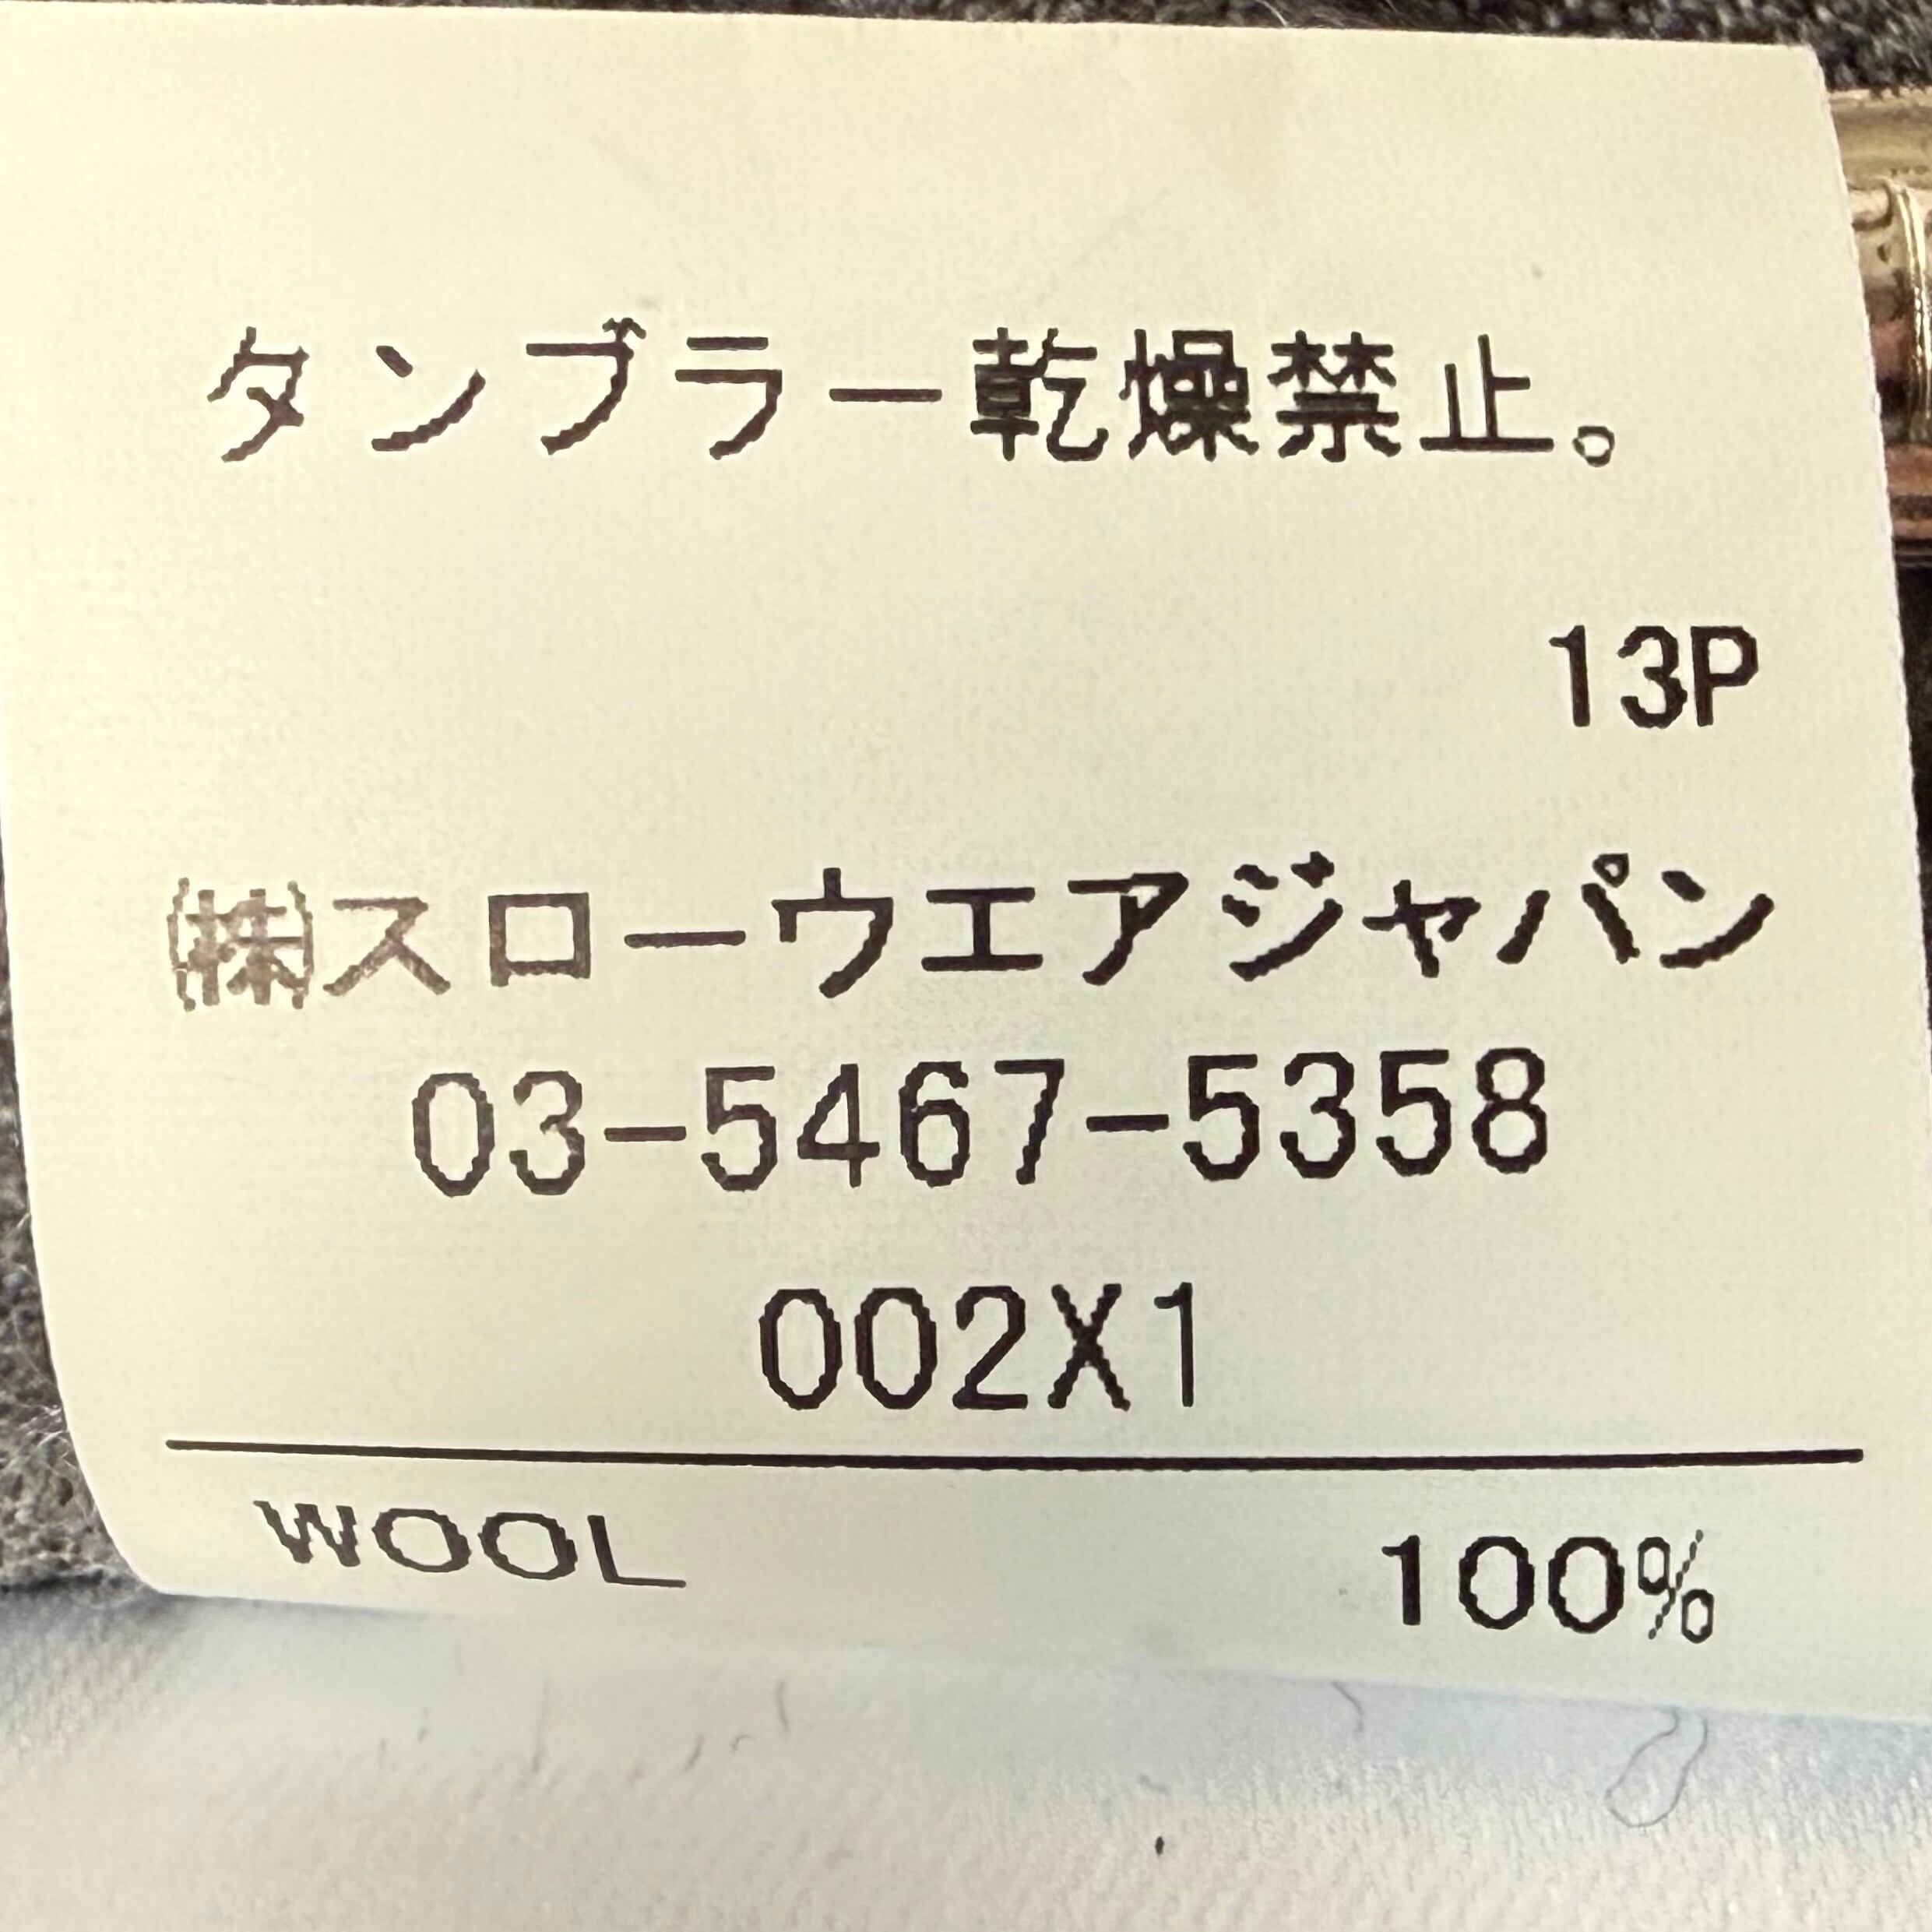 タンブラー乾燥禁止。
13P
㈱スローウエアジャパン
03-5467-5358
002X1
WOOL 100%